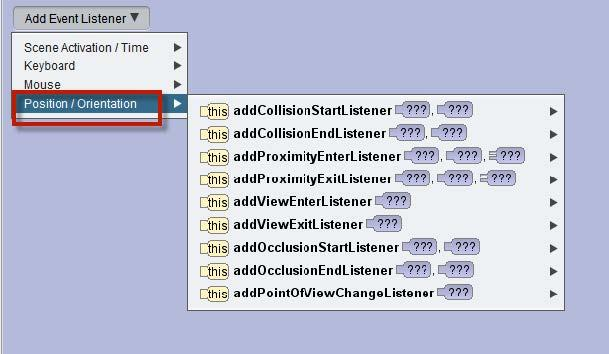 Add Event Listener ▼
Scene Activation / Time
Keyboard
Mouse
Position / Orientation
this addCollisionStartListener ???, ???
this addCollisionEndListener ???, ???
this addProximityEnterListener ???, ???, ???
this addProximityExitListener ???, ???, ???
this addViewEnterListener ???
this addViewExitListener ???
this addOcclusionStartListener ???, ???
this addOcclusionEndListener ???, ???
this addPointOfViewChangeListener ???